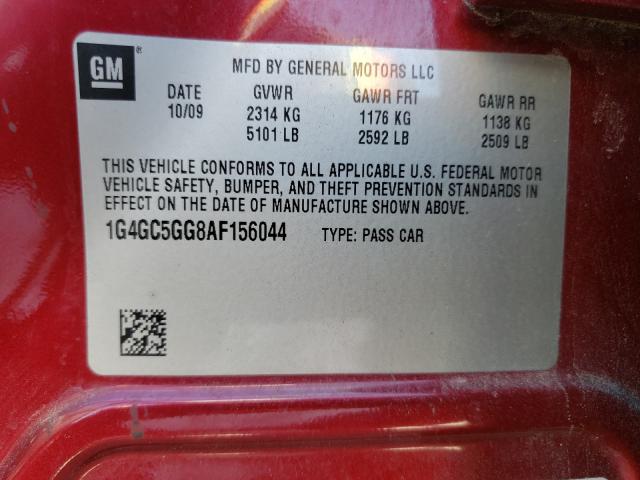 GM ®
MFD BY GENERAL MOTORS LLC
DATE GVWR GAWR FRT GAWR RR
10/09 2314 KG 1176 KG 1138 KG
5101 LB 2592 LB 2509 LB
THIS VEHICLE CONFORMS TO ALL APPLICABLE U.S. FEDERAL MOTOR
VEHICLE SAFETY, BUMPER, AND THEFT PREVENTION STANDARDS IN
EFFECT ON THE DATE OF MANUFACTURE SHOWN ABOVE.
1G4GC5GG8AF156044 TYPE: PASS CAR